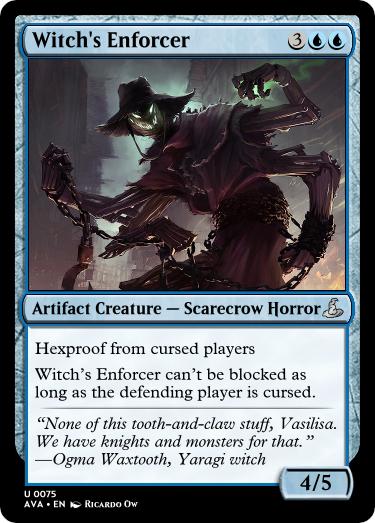 Witch's Enforcer 3
Artifact Creature — Scarecrow Horror
Hexproof from cursed players
Witch's Enforcer can't be blocked as
long as the defending player is cursed.
“None of this tooth-and-claw stuff, Vasilisa.
We have knights and monsters for that.”
—Ogma Waxtooth, Yaragi witch
4/5
U 0075
AVA • EN Ricardo Ow